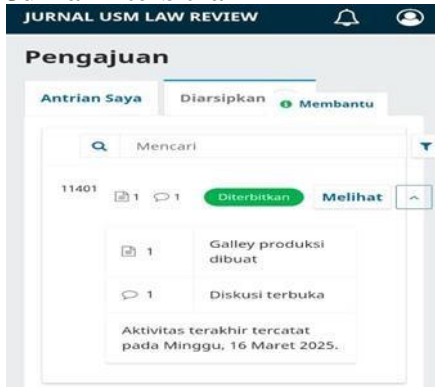 JURNAL USM LAW REVIEW
Pengajuan
Antrian Saya
Diarsipkan
Membantu
Mencari
11401
1
1
Diterbitkan
Melihat
1
Galley produksi
dibuat
1
Diskusi terbuka
Aktivitas terakhir tercatat
pada Minggu, 16 Maret 2025.